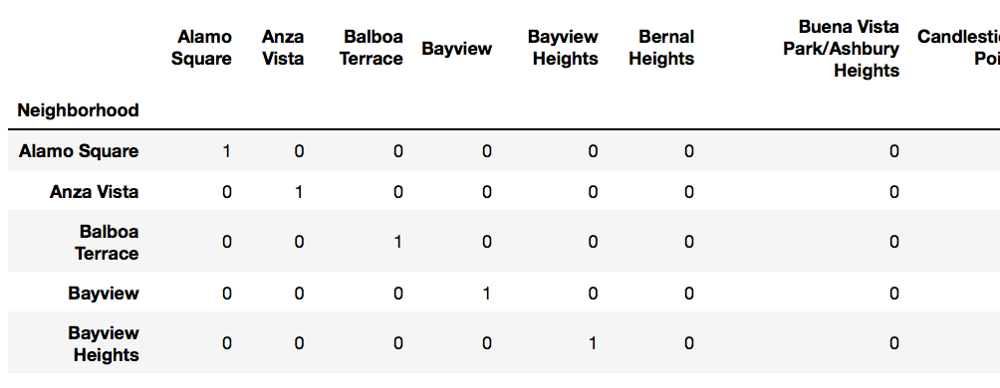 Alamo Square Anza Vista Balboa Terrace Bayview Bayview Heights Bernal Heights Buena Vista Park/Ashbury Heights
Neighborhood
Alamo Square 1 0 0 0 0 0 0
Anza Vista 0 1 0 0 0 0 0
Balboa Terrace 0 0 1 0 0 0 0
Bayview 0 0 0 1 0 0 0
Bayview Heights 0 0 0 0 1 0 0